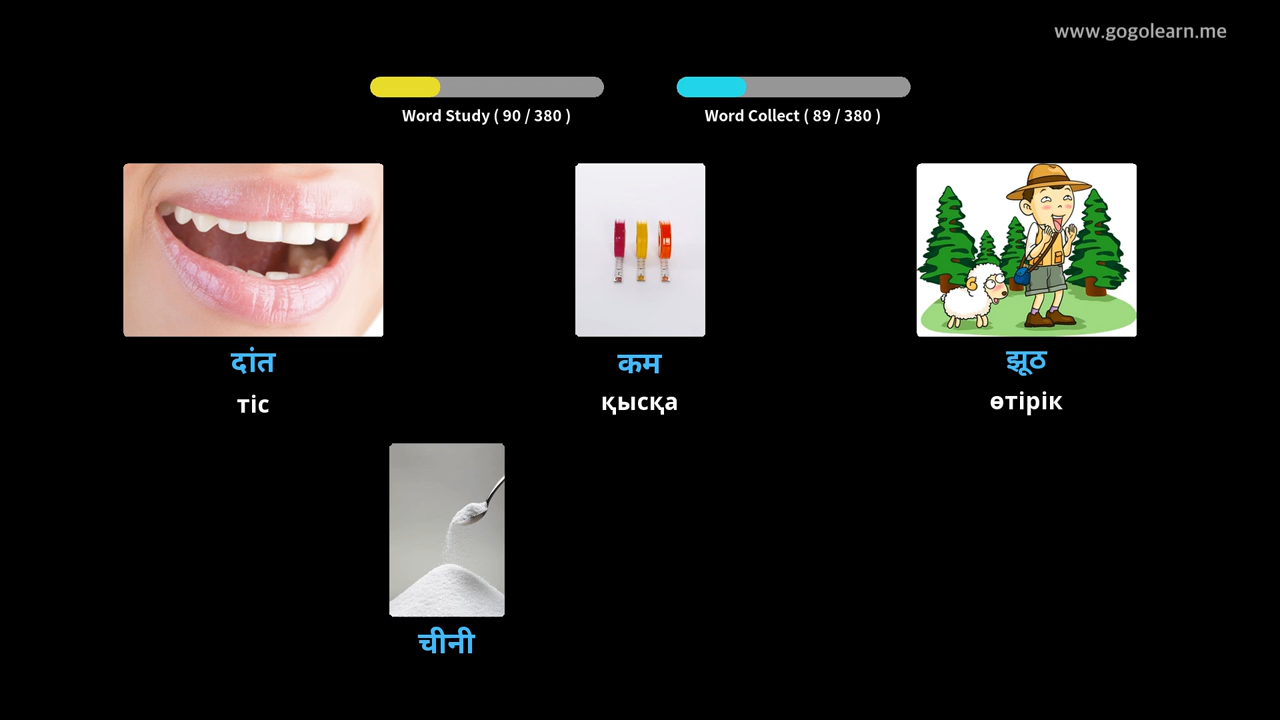 www.gogolearn.me
Word Study ( 90 / 380 )
Word Collect ( 89 / 380 )
दांत
कम
झूठ
тіс
қысқа
өтірік
चीनी